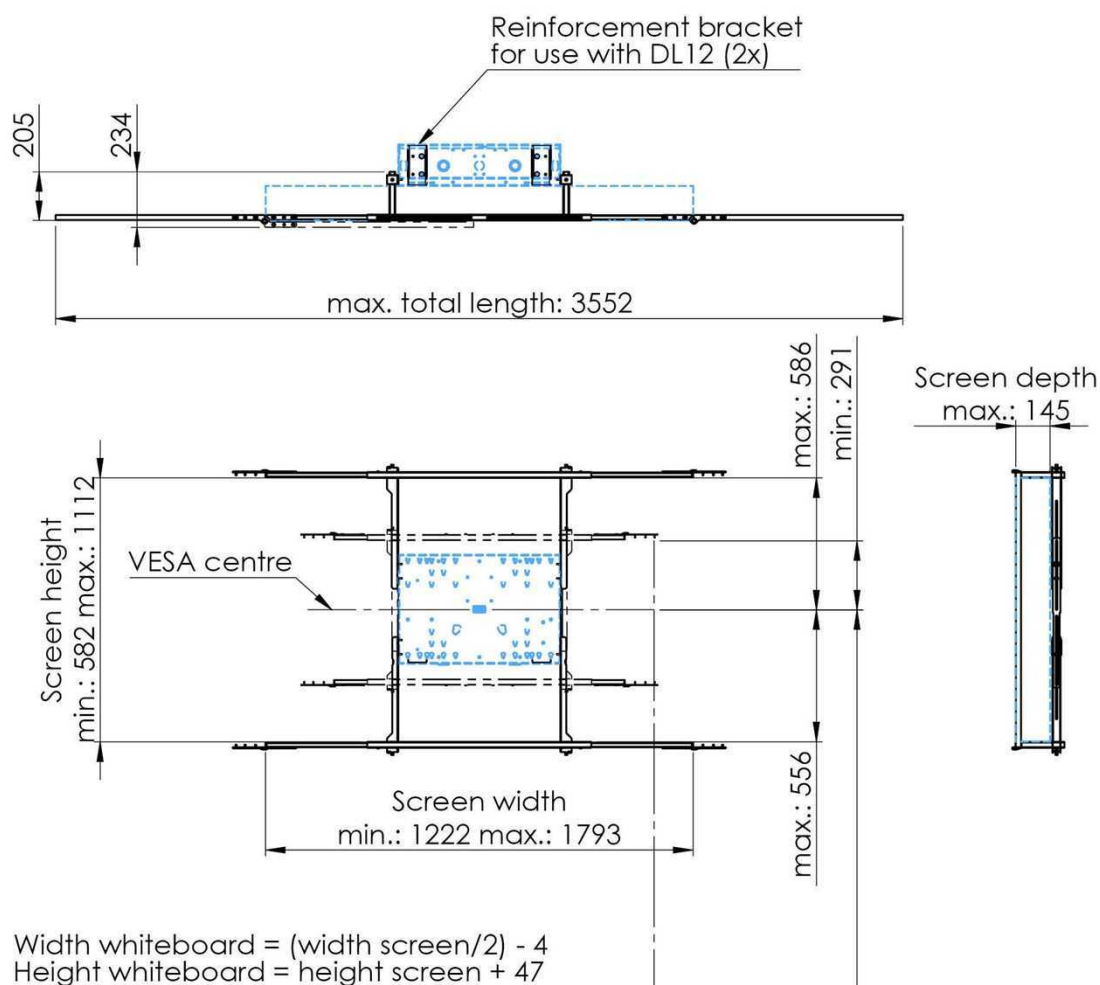 Reinforcement bracket
for use with DL12 (2x)
205
234
max. total length: 3552
max.: 586
min.: 291
Screen depth
max.: 145
Screen height
min.: 582 max.: 1112
VESA centre
Screen width
min.: 1222 max.: 1793
max.: 556
Width whiteboard = (width screen/2) - 4
Height whiteboard = height screen + 47